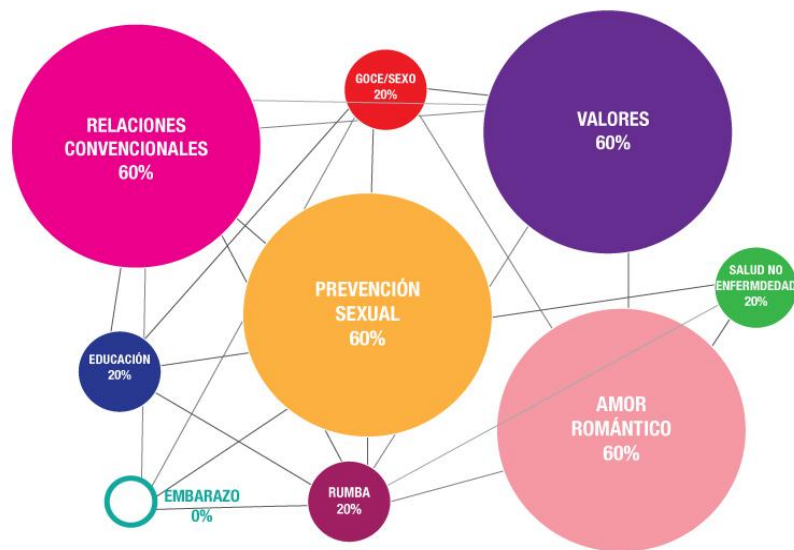 GOCE/SEXO
20%
RELACIONES
CONVENCIONALES
60%
VALORES
60%
PREVENCIÓN
SEXUAL
60%
SALUD NO
ENFERMDEDAD
20%
EDUCACIÓN
20%
AMOR
ROMÁNTICO
60%
EMBARAZO
0%
RUMBA
20%